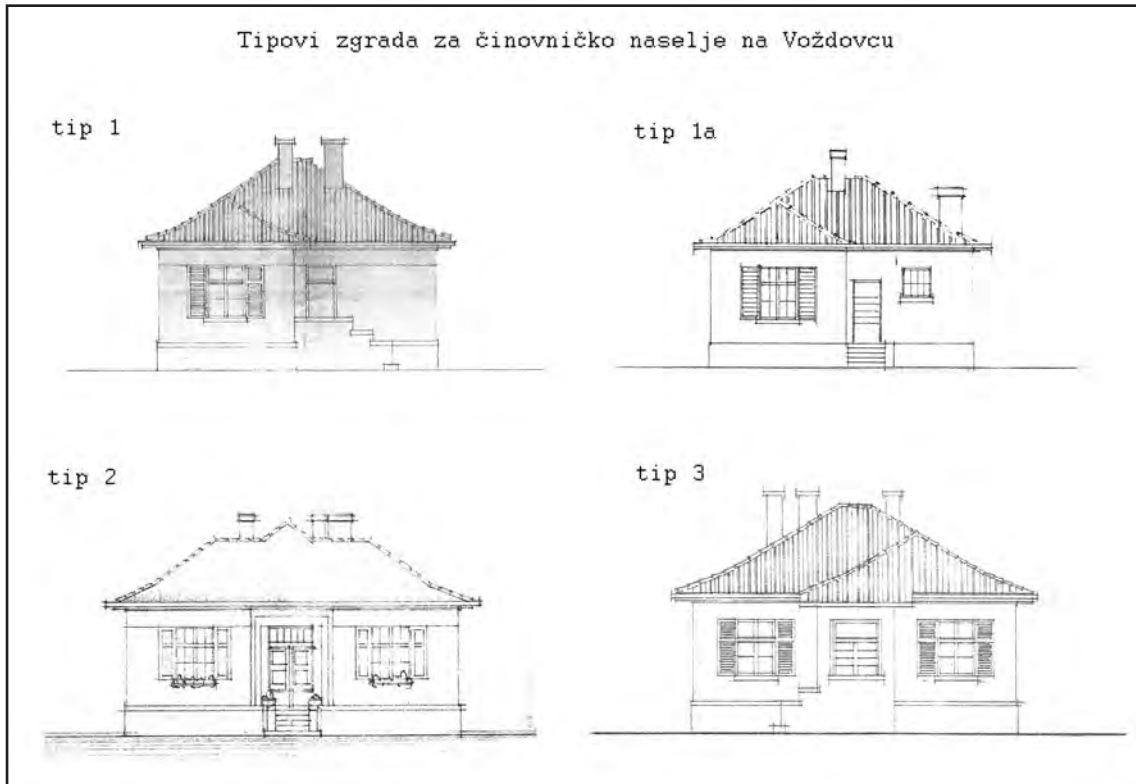 Tipovi zgrada za činovničko naselje na Voždovcu
tip 1
tip 1a
tip 2
tip 3